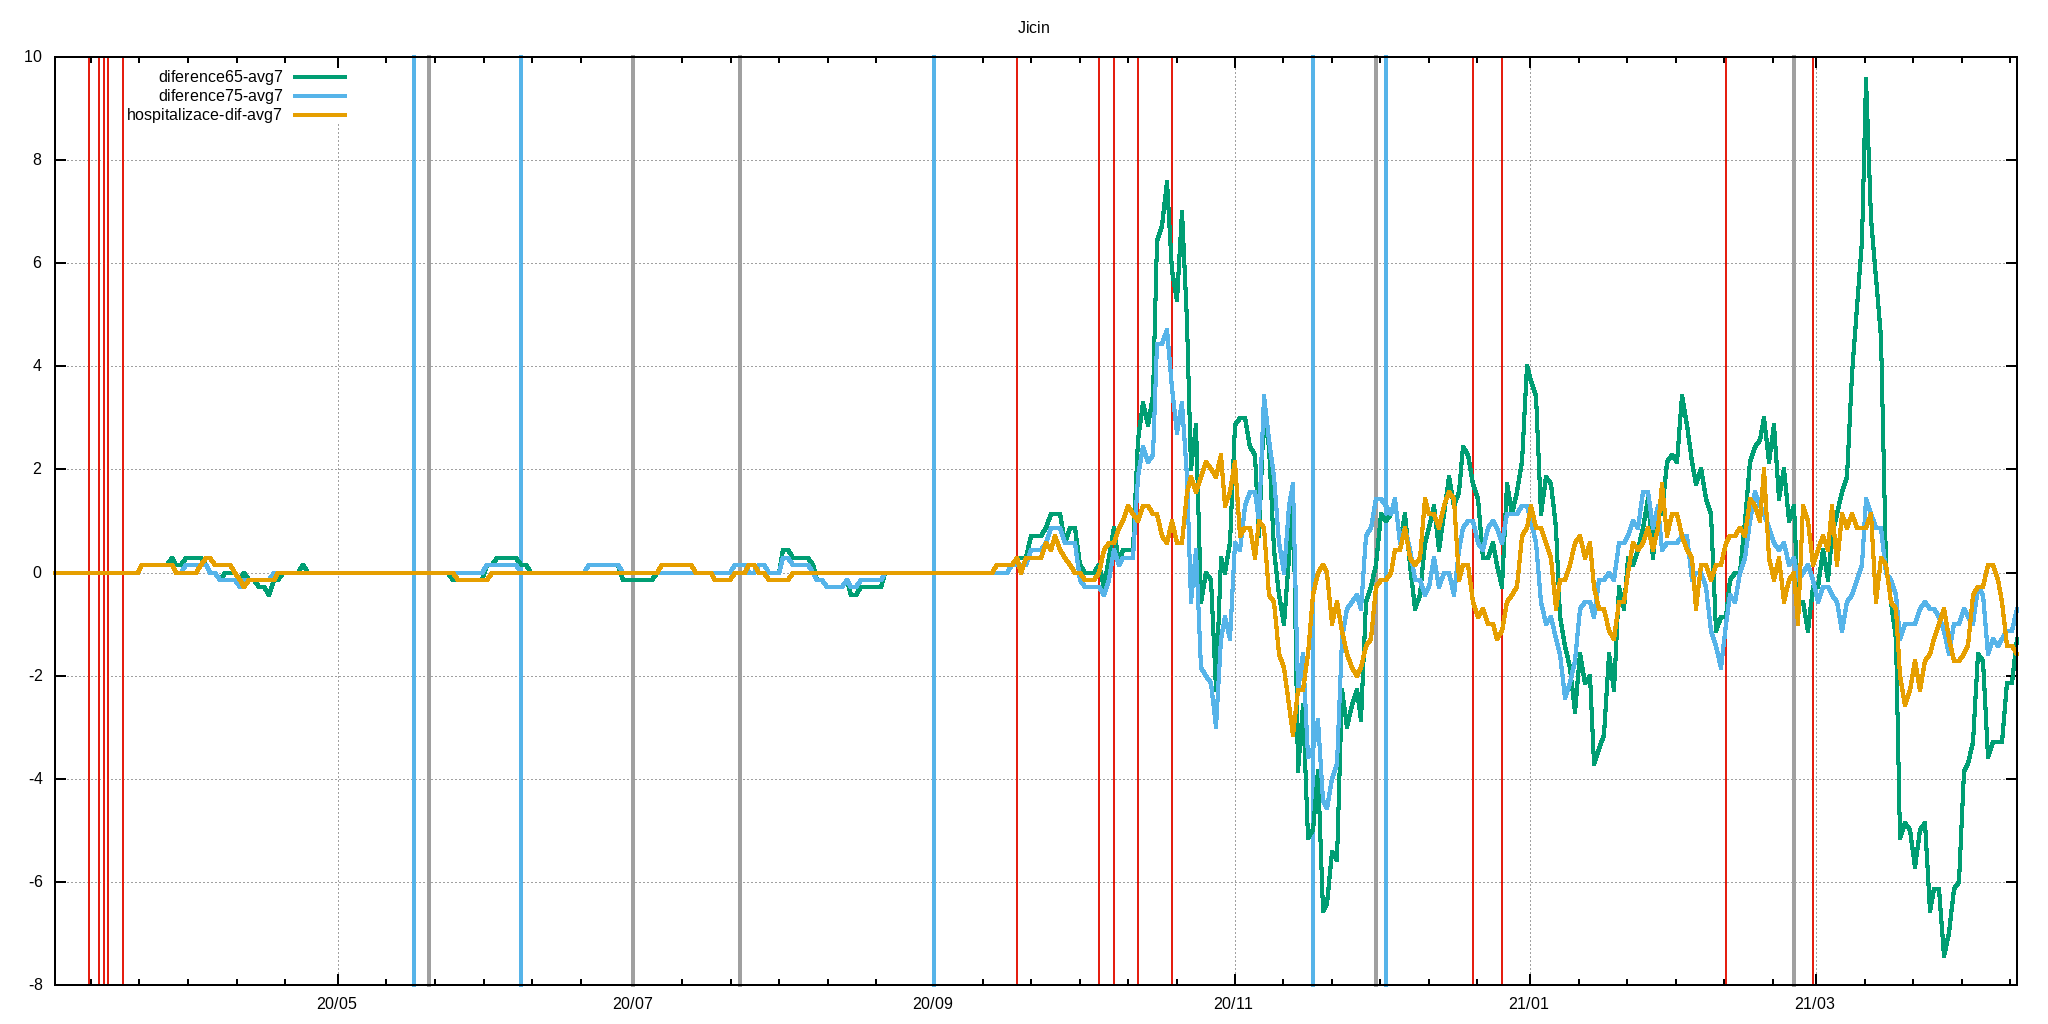 Jicin
10
diference65-avg7
diference75-avg7
hospitalizace-dif-avg7
8
6
4
2
0
-2
-4
-6
-8
20/05 20/07 20/09 20/11 21/01 21/03